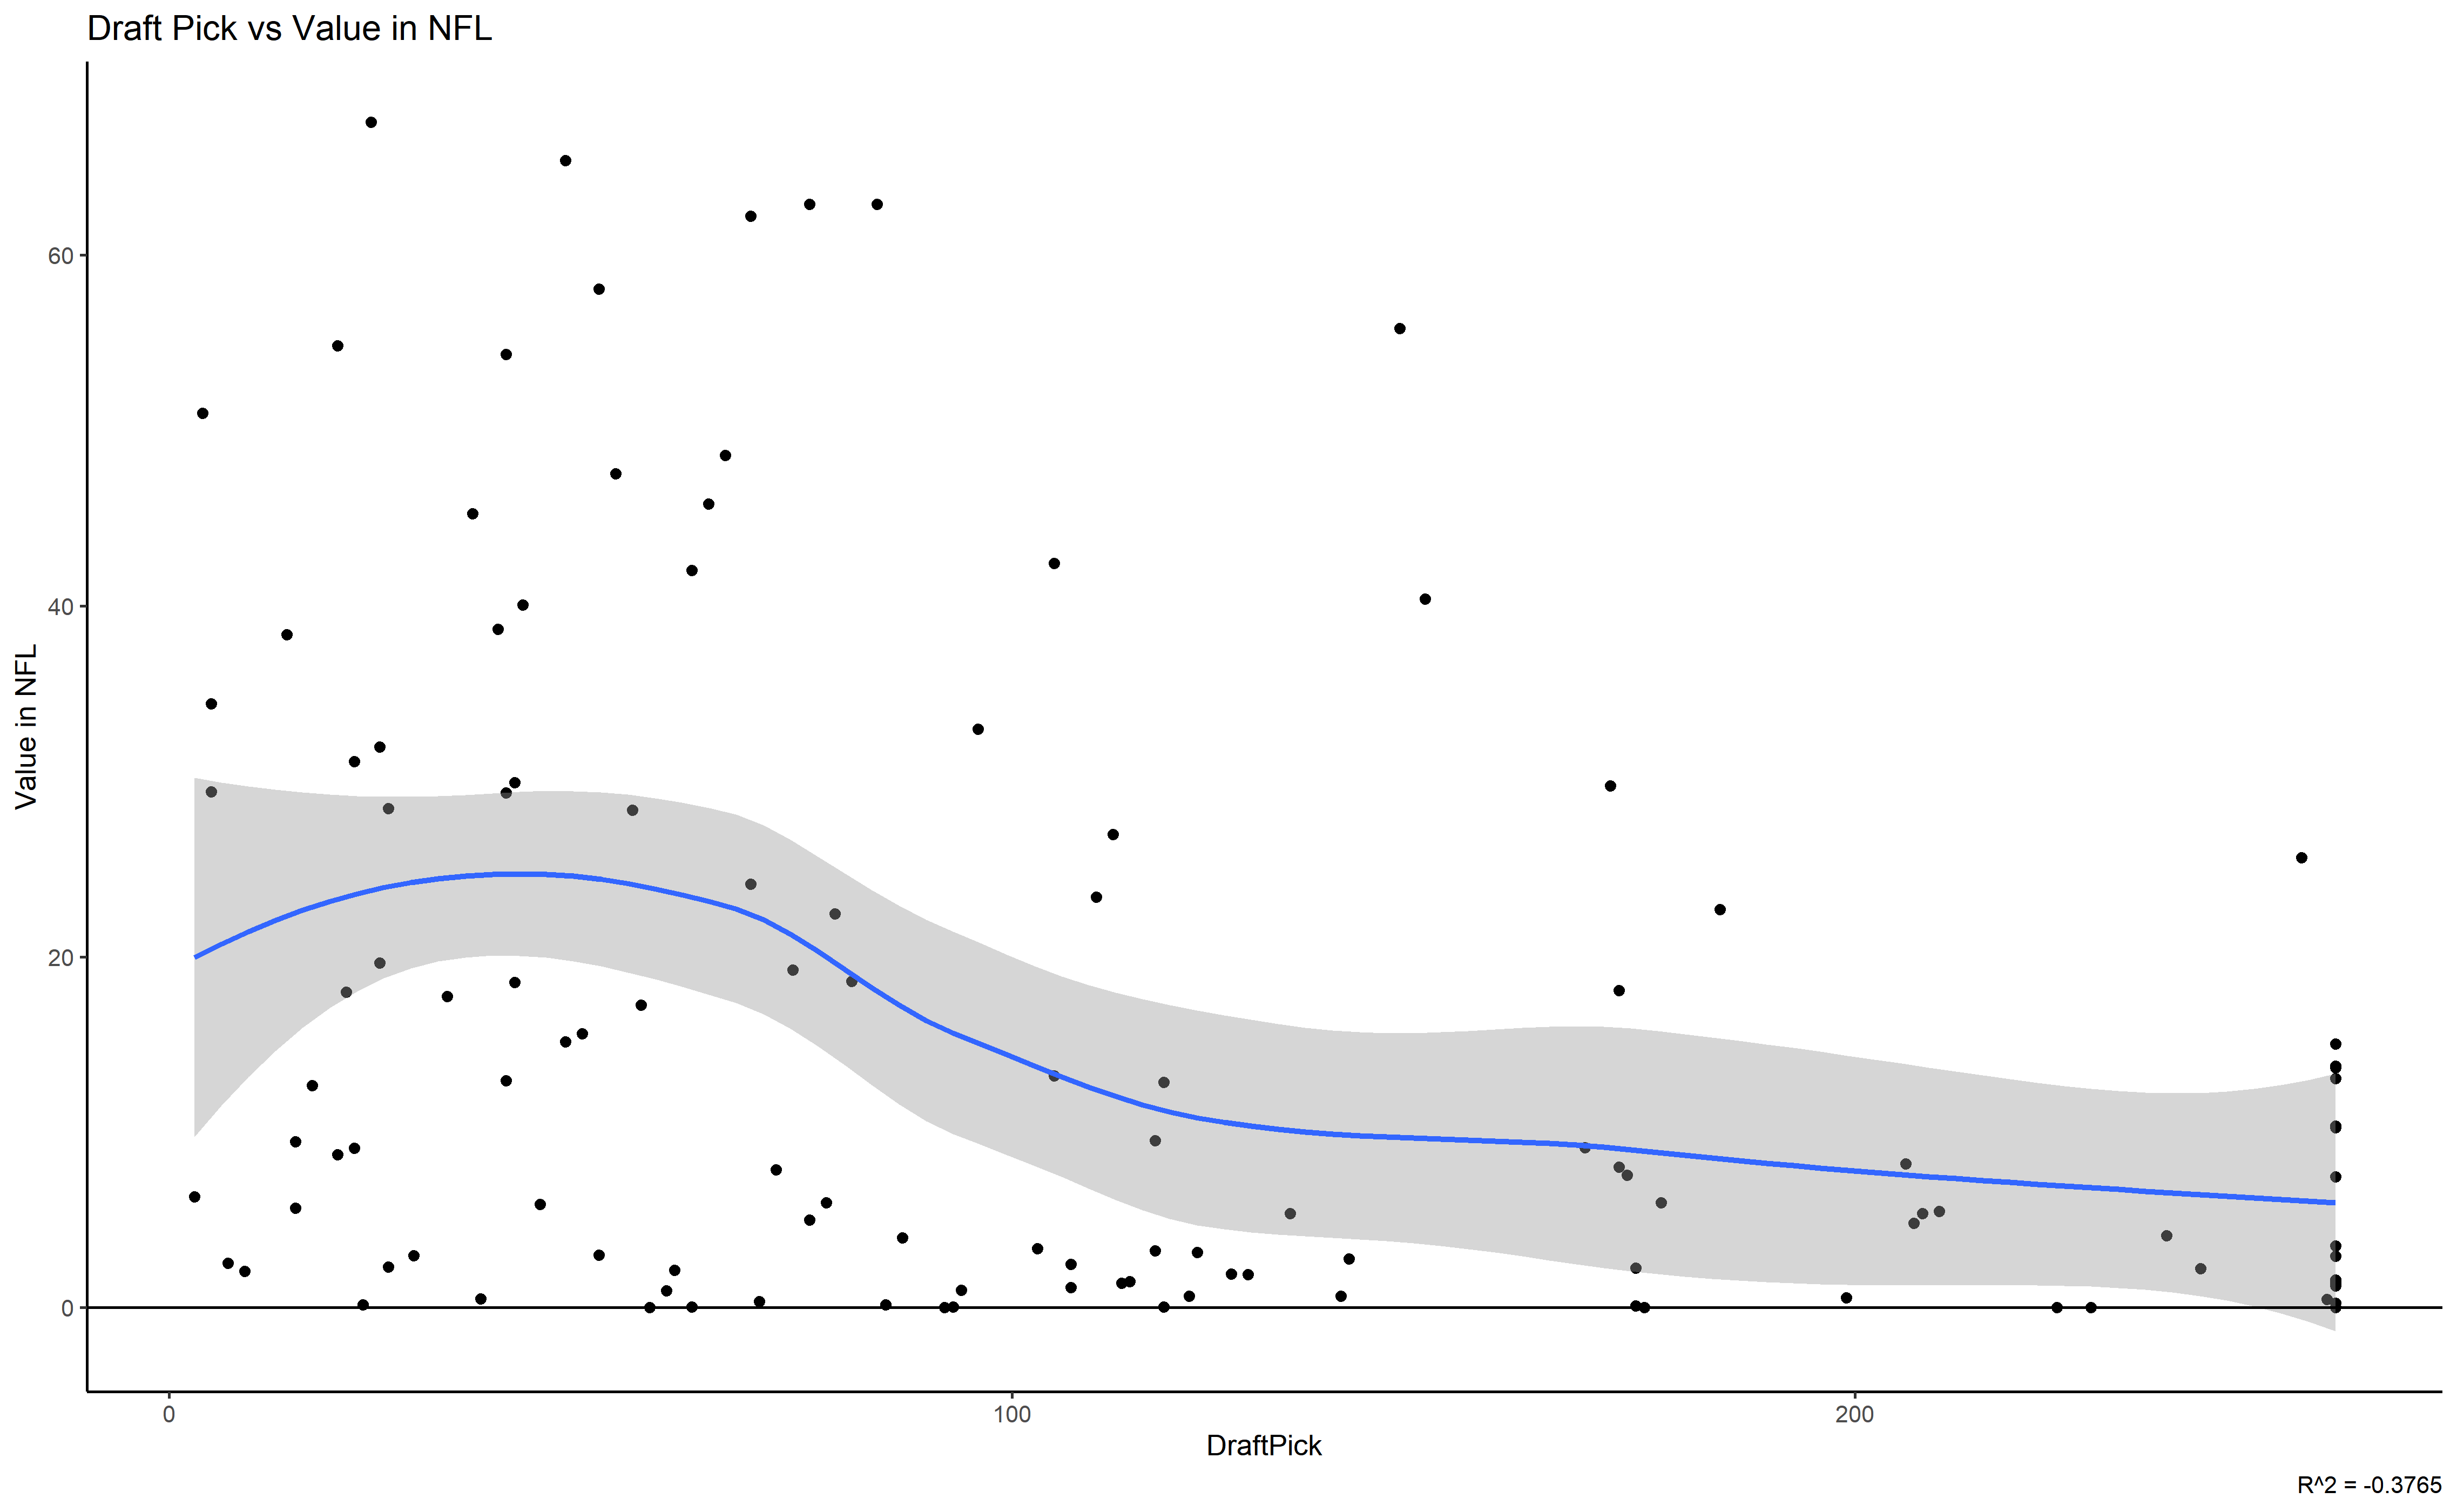 Draft Pick vs Value in NFL
Value in NFL
60
40
20
0
0 100 200
DraftPick
R^2 = -0.3765